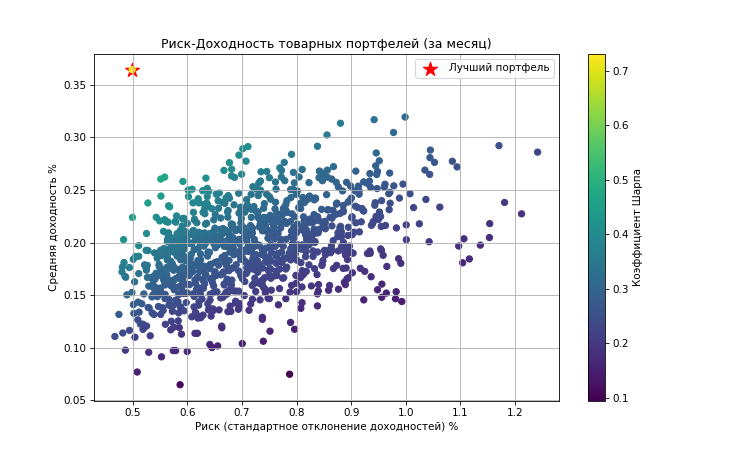 Риск-Доходность товарных портфелей (за месяц)
Лучший портфель
Средняя доходность %
0.35
0.30
0.25
0.20
0.15
0.10
0.05
0.5 0.6 0.7 0.8 0.9 1.0 1.1 1.2
Риск (стандартное отклонение доходностей) %
0.7
0.6
0.5
0.4
0.3
0.2
0.1
Коэффициент Шарпа